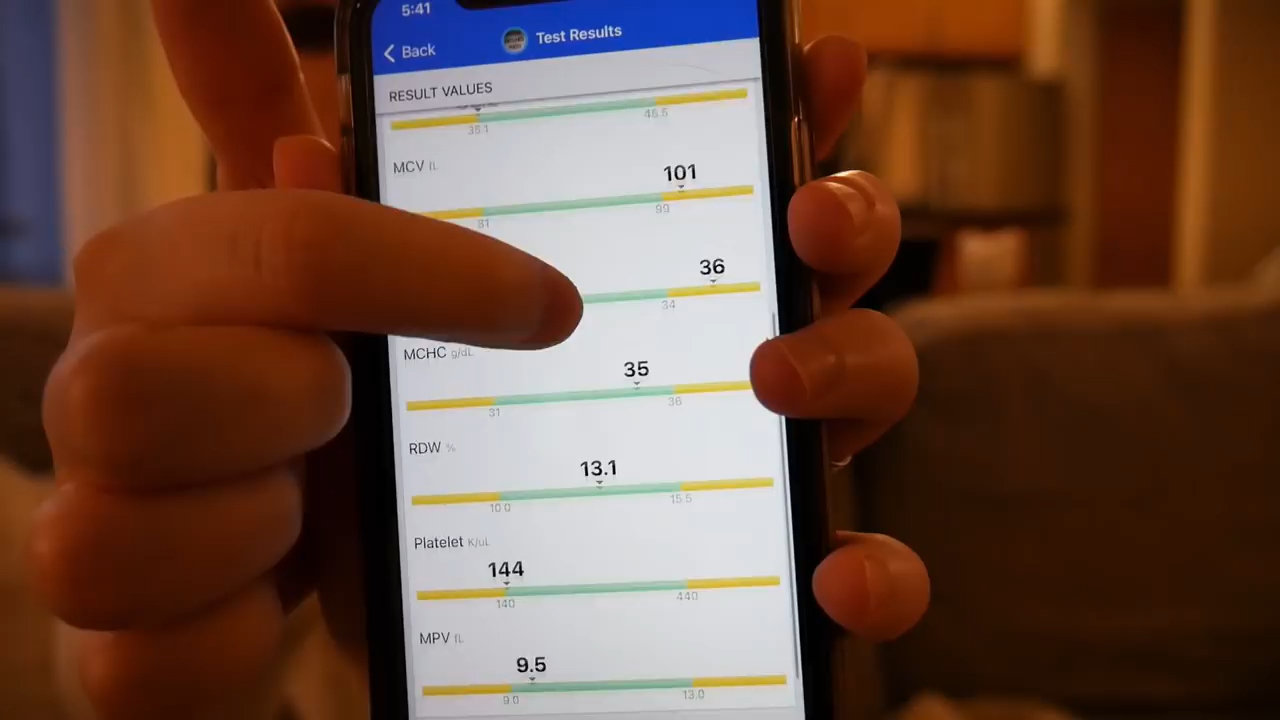 5:41
Back
Test Results
RESULT VALUES
46.5
MCV fL
101
81 99
36
34
MCHC g/dL
35
31 36
RDW %
13.1
10.0 15.5
Platelet K/uL
144
140 440
MPV fL
9.5
9.0 13.0